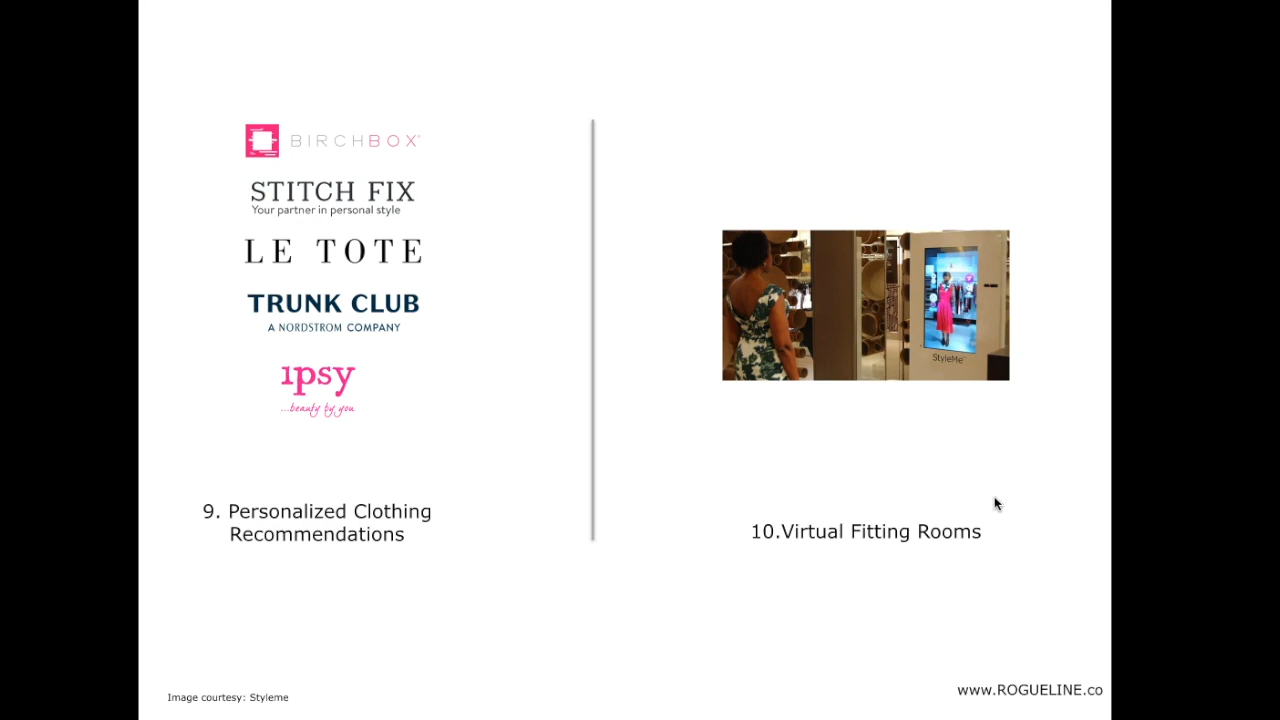 BIRCHBOX
STITCH FIX
Your partner in personal style
LE TOTE
TRUNK CLUB
A NORDSTROM COMPANY
ipsy
...beauty by you
9. Personalized Clothing
Recommendations
StyleMe
10.Virtual Fitting Rooms
Image courtesy: Styleme
www.ROGUELINE.co